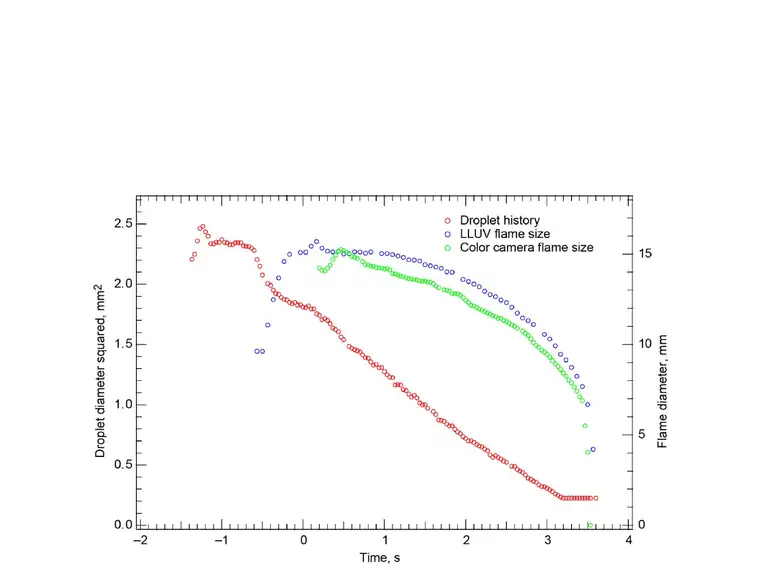 Droplet history
LLUV flame size
Color camera flame size
Droplet diameter squared, mm2
2.5
2.0
1.5
1.0
0.5
0.0
Flame diameter, mm
15
10
5
0
–2
–1
0
1
2
3
4
Time, s